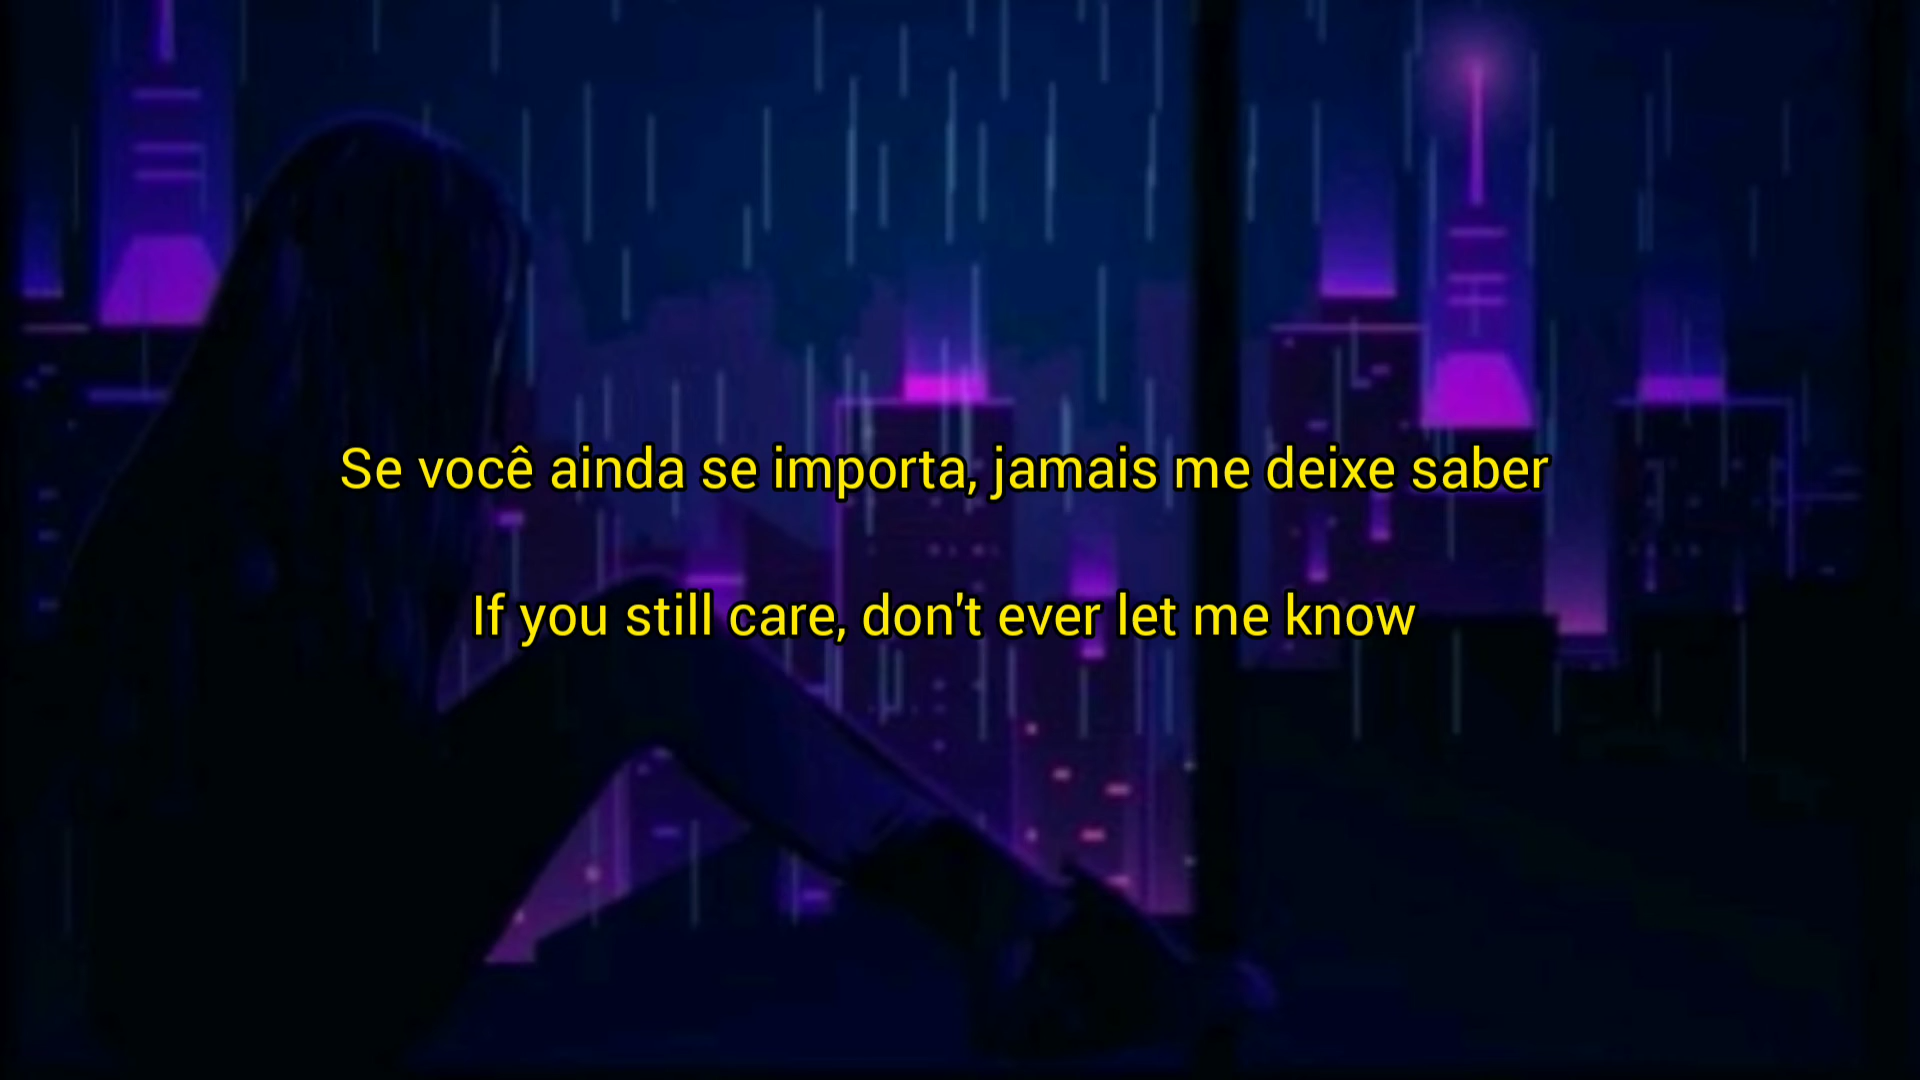 Se você ainda se importa, jamais me deixe saber
If you still care, don't ever let me know